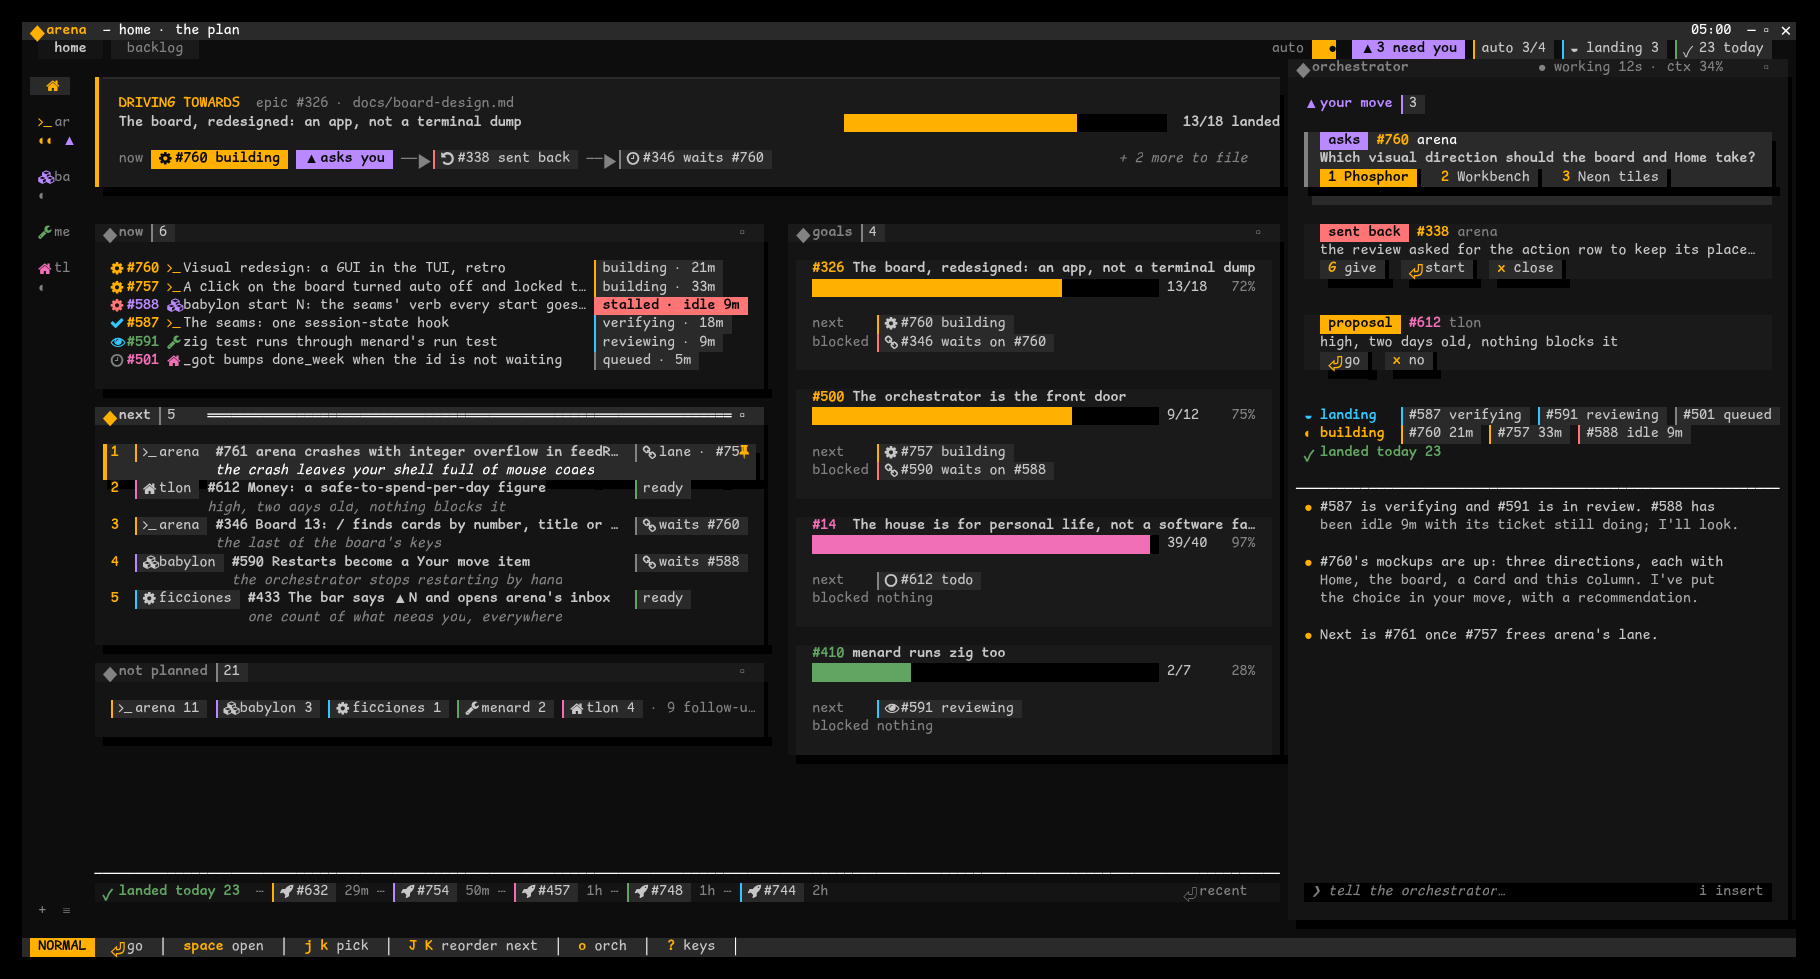 arena – home · the plan 05:00
home backlog auto ▲3 need you auto 3/4 landing 3 ✓ 23 today
orchestrator ● working 12s · ctx 34%
DRIVING TOWARDS epic #326 · docs/board-design.md
The board, redesigned: an app, not a terminal dump 13/18 landed
now #760 building ▲asks you #338 sent back #346 waits #760 + 2 more to file
>_ ar
ba
me
tl
now 6
#760 >_Visual redesign: a GUI in the TUI, retro building · 21m
#757 >_A click on the board turned auto off and locked t… building · 33m
#588 babylon start N: the seams' verb every start goes… stalled · idle 9m
#587 >_The seams: one session-state hook verifying · 18m
#591 zig test runs through menard's run test reviewing · 9m
#501 _got bumps done_week when the id is not waiting queued · 5m
next 5
1 >_arena #761 arena crashes with integer overflow in feedR… lane · #757
the crash leaves your shell full of mouse codes
2 tlon #612 Money: a safe-to-spend-per-day figure ready
high, two days old, nothing blocks it
3 >_arena #346 Board 13: / finds cards by number, title or … waits #760
the last of the board's keys
4 babylon #590 Restarts become a Your move item waits #588
the orchestrator stops restarting by hand
5 ficciones #433 The bar says ▲N and opens arena's inbox ready
one count of what needs you, everywhere
not planned 21
>_arena 11 babylon 3 ficciones 1 menard 2 tlon 4 · 9 follow-u…
goals 4
#326 The board, redesigned: an app, not a terminal dump
13/18 72%
next #760 building
blocked #346 waits on #760
#500 The orchestrator is the front door
9/12 75%
next #757 building
blocked #590 waits on #588
#14 The house is for personal life, not a software fa…
39/40 97%
next #612 todo
blocked nothing
#410 menard runs zig too
2/7 28%
next #591 reviewing
blocked nothing
▲your move 3
asks #760 arena
Which visual direction should the board and Home take?
1 Phosphor 2 Workbench 3 Neon tiles
sent back #338 arena
the review asked for the action row to keep its place…
G give start × close
proposal #612 tlon
high, two days old, nothing blocks it
go × no
landing #587 verifying #591 reviewing #501 queued
building #760 21m #757 33m #588 idle 9m
✓ landed today 23
● #587 is verifying and #591 is in review. #588 has
been idle 9m with its ticket still doing; I'll look.
● #760's mockups are up: three directions, each with
Home, the board, a card and this column. I've put
the choice in your move, with a recommendation.
● Next is #761 once #757 frees arena's lane.
✓ landed today 23 – #632 29m – #754 50m – #457 1h – #748 1h – #744 2h recent
❯ tell the orchestrator… i insert
+ ≡
NORMAL go │ space open │ j k pick │ J K reorder next │ o orch │ ? keys │